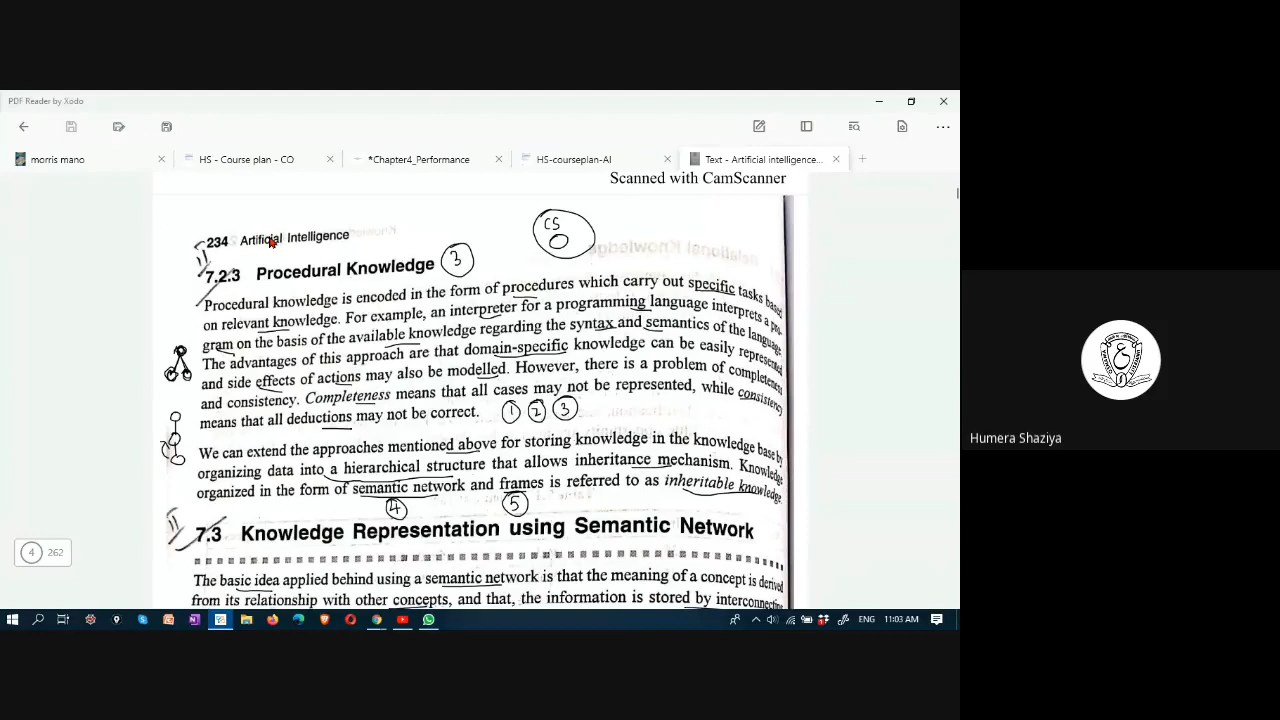 PDF Reader by Xodo
morris mano
HS - Course plan - CO
*Chapter4_Performance
HS-courseplan-AI
Text - Artificial intelligence...
Scanned with CamScanner
CS
234 Artificial Intelligence
7.2.3 Procedural Knowledge 3
Procedural knowledge is encoded in the form of procedures which carry out specific tasks based
on relevant knowledge. For example, an interpreter for a programming language interprets a pro-
gram on the basis of the available knowledge regarding the syntax and semantics of the language.
The advantages of this approach are that domain-specific knowledge can be easily represented
and side effects of actions may also be modelled. However, there is a problem of completeness
and consistency. Completeness means that all cases may not be represented, while consistency
means that all deductions may not be correct. 1 2 3
We can extend the approaches mentioned above for storing knowledge in the knowledge base by
organizing data into a hierarchical structure that allows inheritance mechanism. Knowledge
organized in the form of semantic network and frames is referred to as inheritable knowledge.
4 5
7.3 Knowledge Representation using Semantic Network
The basic idea applied behind using a semantic network is that the meaning of a concept is derived
from its relationship with other concepts, and that, the information is stored by interconnecting
4 262
Humera Shaziya
ENG 11:03 AM